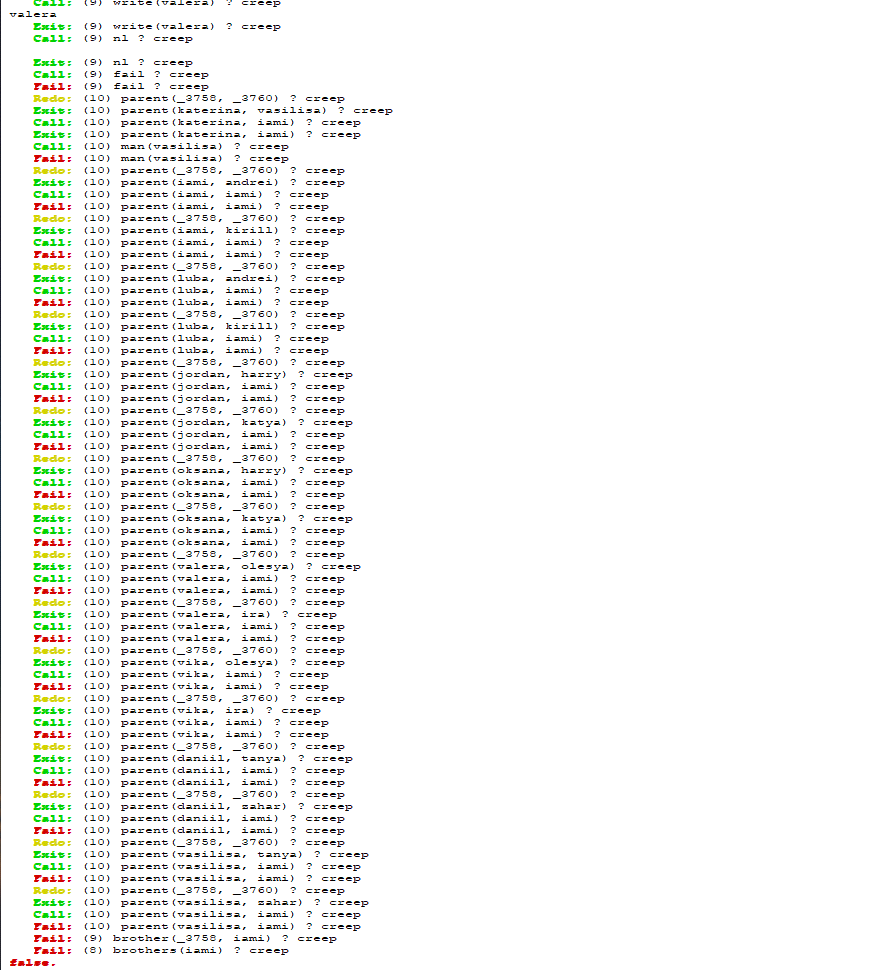 Call: (9) write(valera) ? creep
valera
Exit: (9) write(valera) ? creep
Call: (9) nl ? creep
Exit: (9) nl ? creep
Call: (9) fail ? creep
Fail: (9) fail ? creep
Redo: (10) parent(_3758, _3760) ? creep
Exit: (10) parent(katerina, vasilisa) ? creep
Call: (10) parent(katerina, iami) ? creep
Exit: (10) parent(katerina, iami) ? creep
Call: (10) man(vasilisa) ? creep
Fail: (10) man(vasilisa) ? creep
Redo: (10) parent(_3758, _3760) ? creep
Exit: (10) parent(iami, andrei) ? creep
Call: (10) parent(iami, iami) ? creep
Fail: (10) parent(iami, iami) ? creep
Redo: (10) parent(_3758, _3760) ? creep
Exit: (10) parent(iami, kirill) ? creep
Call: (10) parent(iami, iami) ? creep
Fail: (10) parent(iami, iami) ? creep
Redo: (10) parent(_3758, _3760) ? creep
Exit: (10) parent(luba, andrei) ? creep
Call: (10) parent(luba, iami) ? creep
Fail: (10) parent(luba, iami) ? creep
Redo: (10) parent(_3758, _3760) ? creep
Exit: (10) parent(luba, kirill) ? creep
Call: (10) parent(luba, iami) ? creep
Fail: (10) parent(luba, iami) ? creep
Redo: (10) parent(_3758, _3760) ? creep
Exit: (10) parent(jordan, harry) ? creep
Call: (10) parent(jordan, iami) ? creep
Fail: (10) parent(jordan, iami) ? creep
Redo: (10) parent(_3758, _3760) ? creep
Exit: (10) parent(jordan, katya) ? creep
Call: (10) parent(jordan, iami) ? creep
Fail: (10) parent(jordan, iami) ? creep
Redo: (10) parent(_3758, _3760) ? creep
Exit: (10) parent(oksana, harry) ? creep
Call: (10) parent(oksana, iami) ? creep
Fail: (10) parent(oksana, iami) ? creep
Redo: (10) parent(_3758, _3760) ? creep
Exit: (10) parent(oksana, katya) ? creep
Call: (10) parent(oksana, iami) ? creep
Fail: (10) parent(oksana, iami) ? creep
Redo: (10) parent(_3758, _3760) ? creep
Exit: (10) parent(valera, olesya) ? creep
Call: (10) parent(valera, iami) ? creep
Fail: (10) parent(valera, iami) ? creep
Redo: (10) parent(_3758, _3760) ? creep
Exit: (10) parent(valera, ira) ? creep
Call: (10) parent(valera, iami) ? creep
Fail: (10) parent(valera, iami) ? creep
Redo: (10) parent(_3758, _3760) ? creep
Exit: (10) parent(vika, olesya) ? creep
Call: (10) parent(vika, iami) ? creep
Fail: (10) parent(vika, iami) ? creep
Redo: (10) parent(_3758, _3760) ? creep
Exit: (10) parent(vika, ira) ? creep
Call: (10) parent(vika, iami) ? creep
Fail: (10) parent(vika, iami) ? creep
Redo: (10) parent(_3758, _3760) ? creep
Exit: (10) parent(daniil, tanya) ? creep
Call: (10) parent(daniil, iami) ? creep
Fail: (10) parent(daniil, iami) ? creep
Redo: (10) parent(_3758, _3760) ? creep
Exit: (10) parent(daniil, zahar) ? creep
Call: (10) parent(daniil, iami) ? creep
Fail: (10) parent(daniil, iami) ? creep
Redo: (10) parent(_3758, _3760) ? creep
Exit: (10) parent(vasilisa, tanya) ? creep
Call: (10) parent(vasilisa, iami) ? creep
Fail: (10) parent(vasilisa, iami) ? creep
Redo: (10) parent(_3758, _3760) ? creep
Exit: (10) parent(vasilisa, zahar) ? creep
Call: (10) parent(vasilisa, iami) ? creep
Fail: (10) parent(vasilisa, iami) ? creep
Fail: (9) brother(_3758, iami) ? creep
Fail: (8) brothers(iami) ? creep
false.